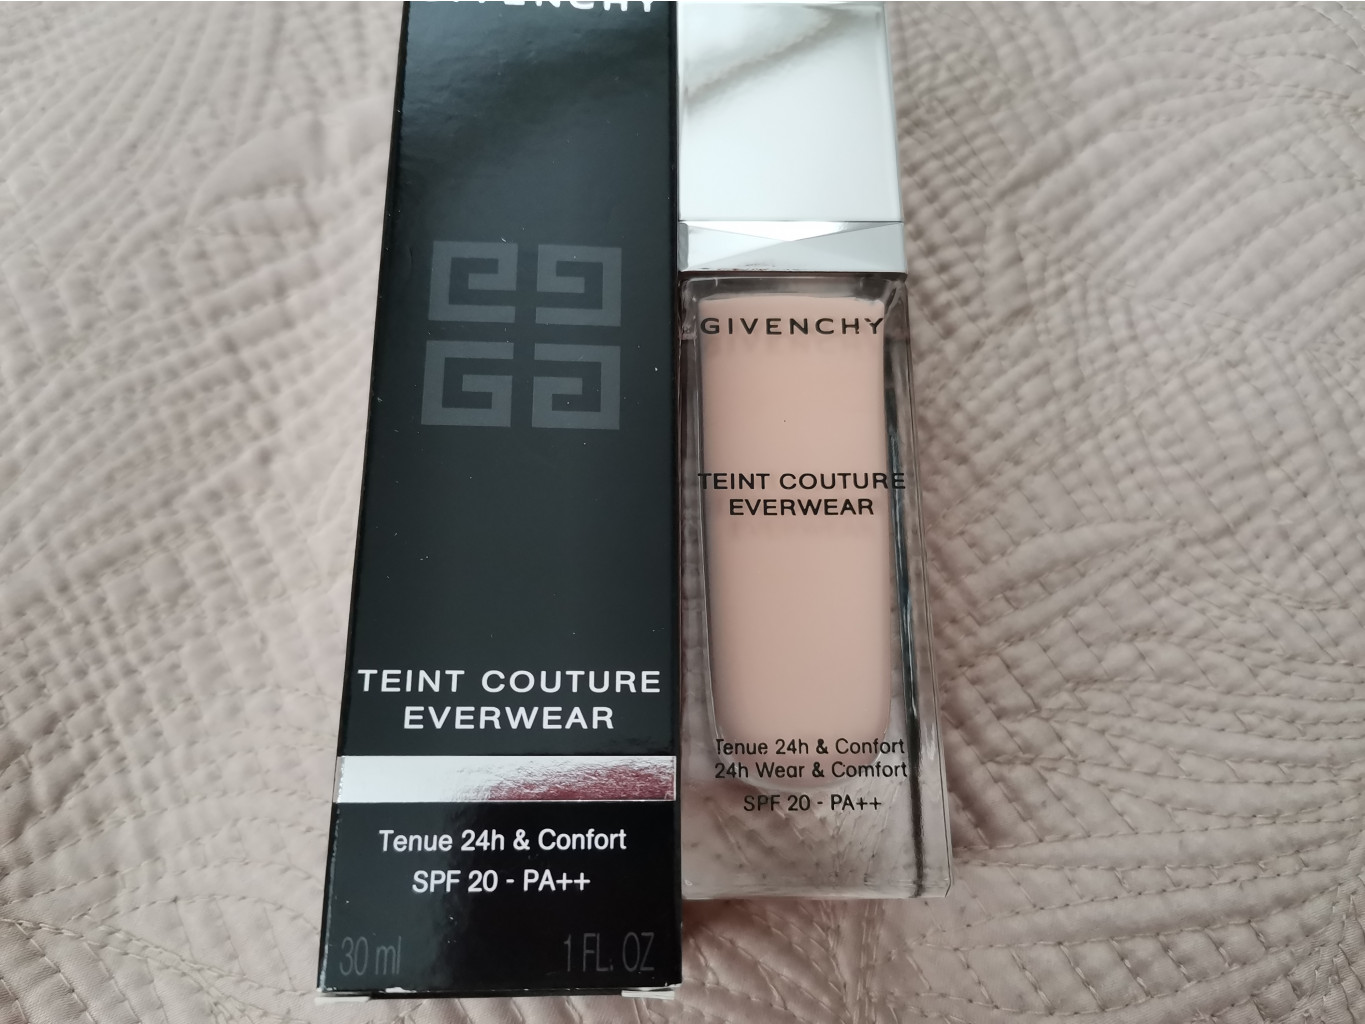 GIVENCHY
TEINT COUTURE
EVERWEAR
Tenue 24h & Confort
SPF 20 - PA++
30 ml 1 FL. OZ
GIVENCHY
TEINT COUTURE
EVERWEAR
Tenue 24h & Confort
24h Wear & Comfort
SPF 20 - PA++